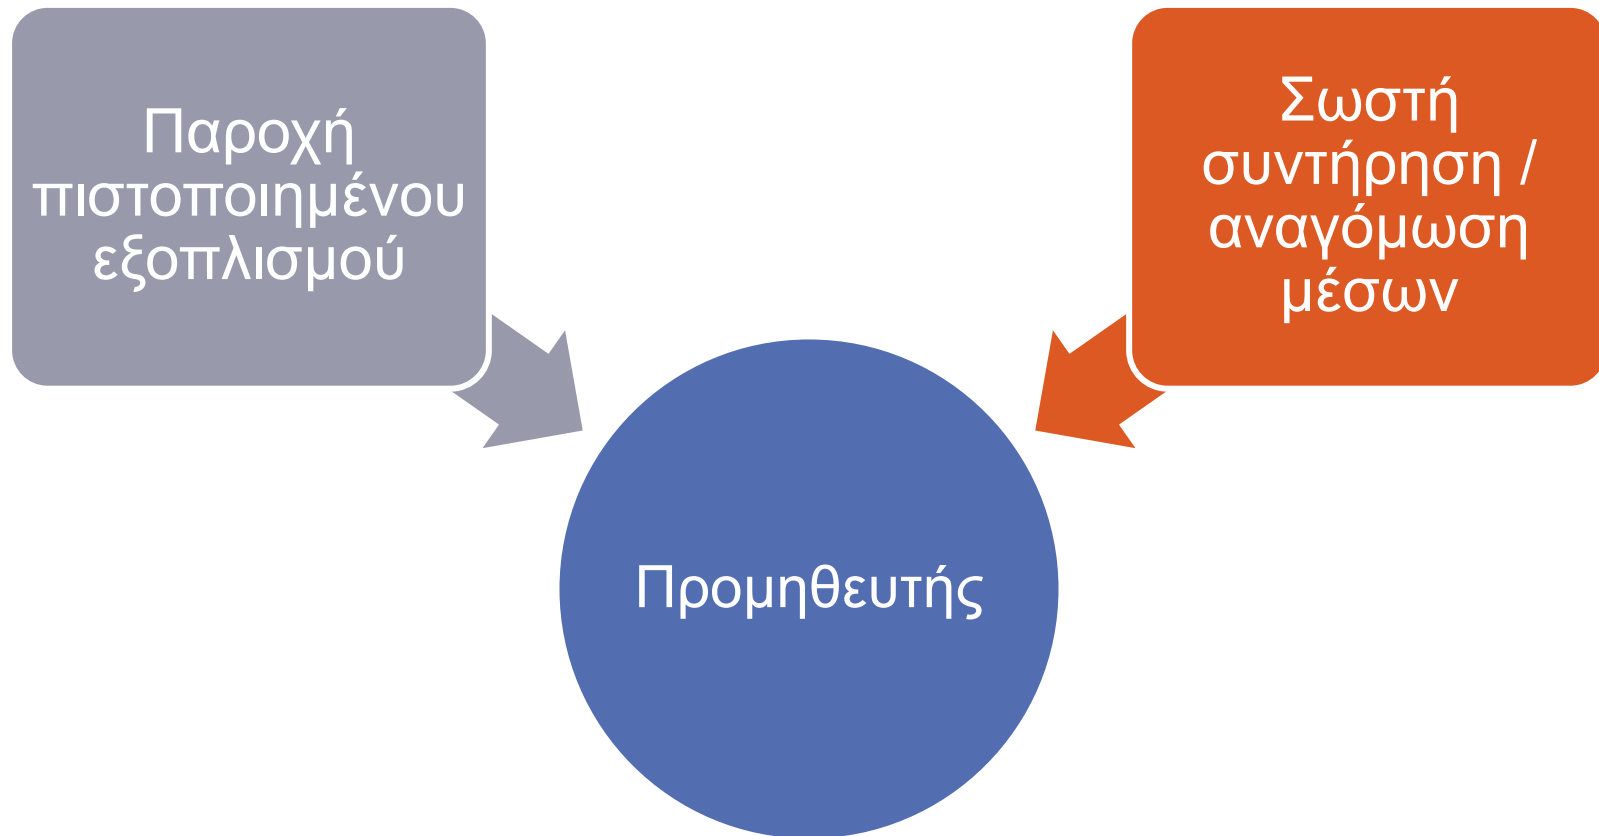 Παροχή
πιστοποιημένου
εξοπλισμού
Σωστή
συντήρηση /
αναγόμωση
μέσων
Προμηθευτής